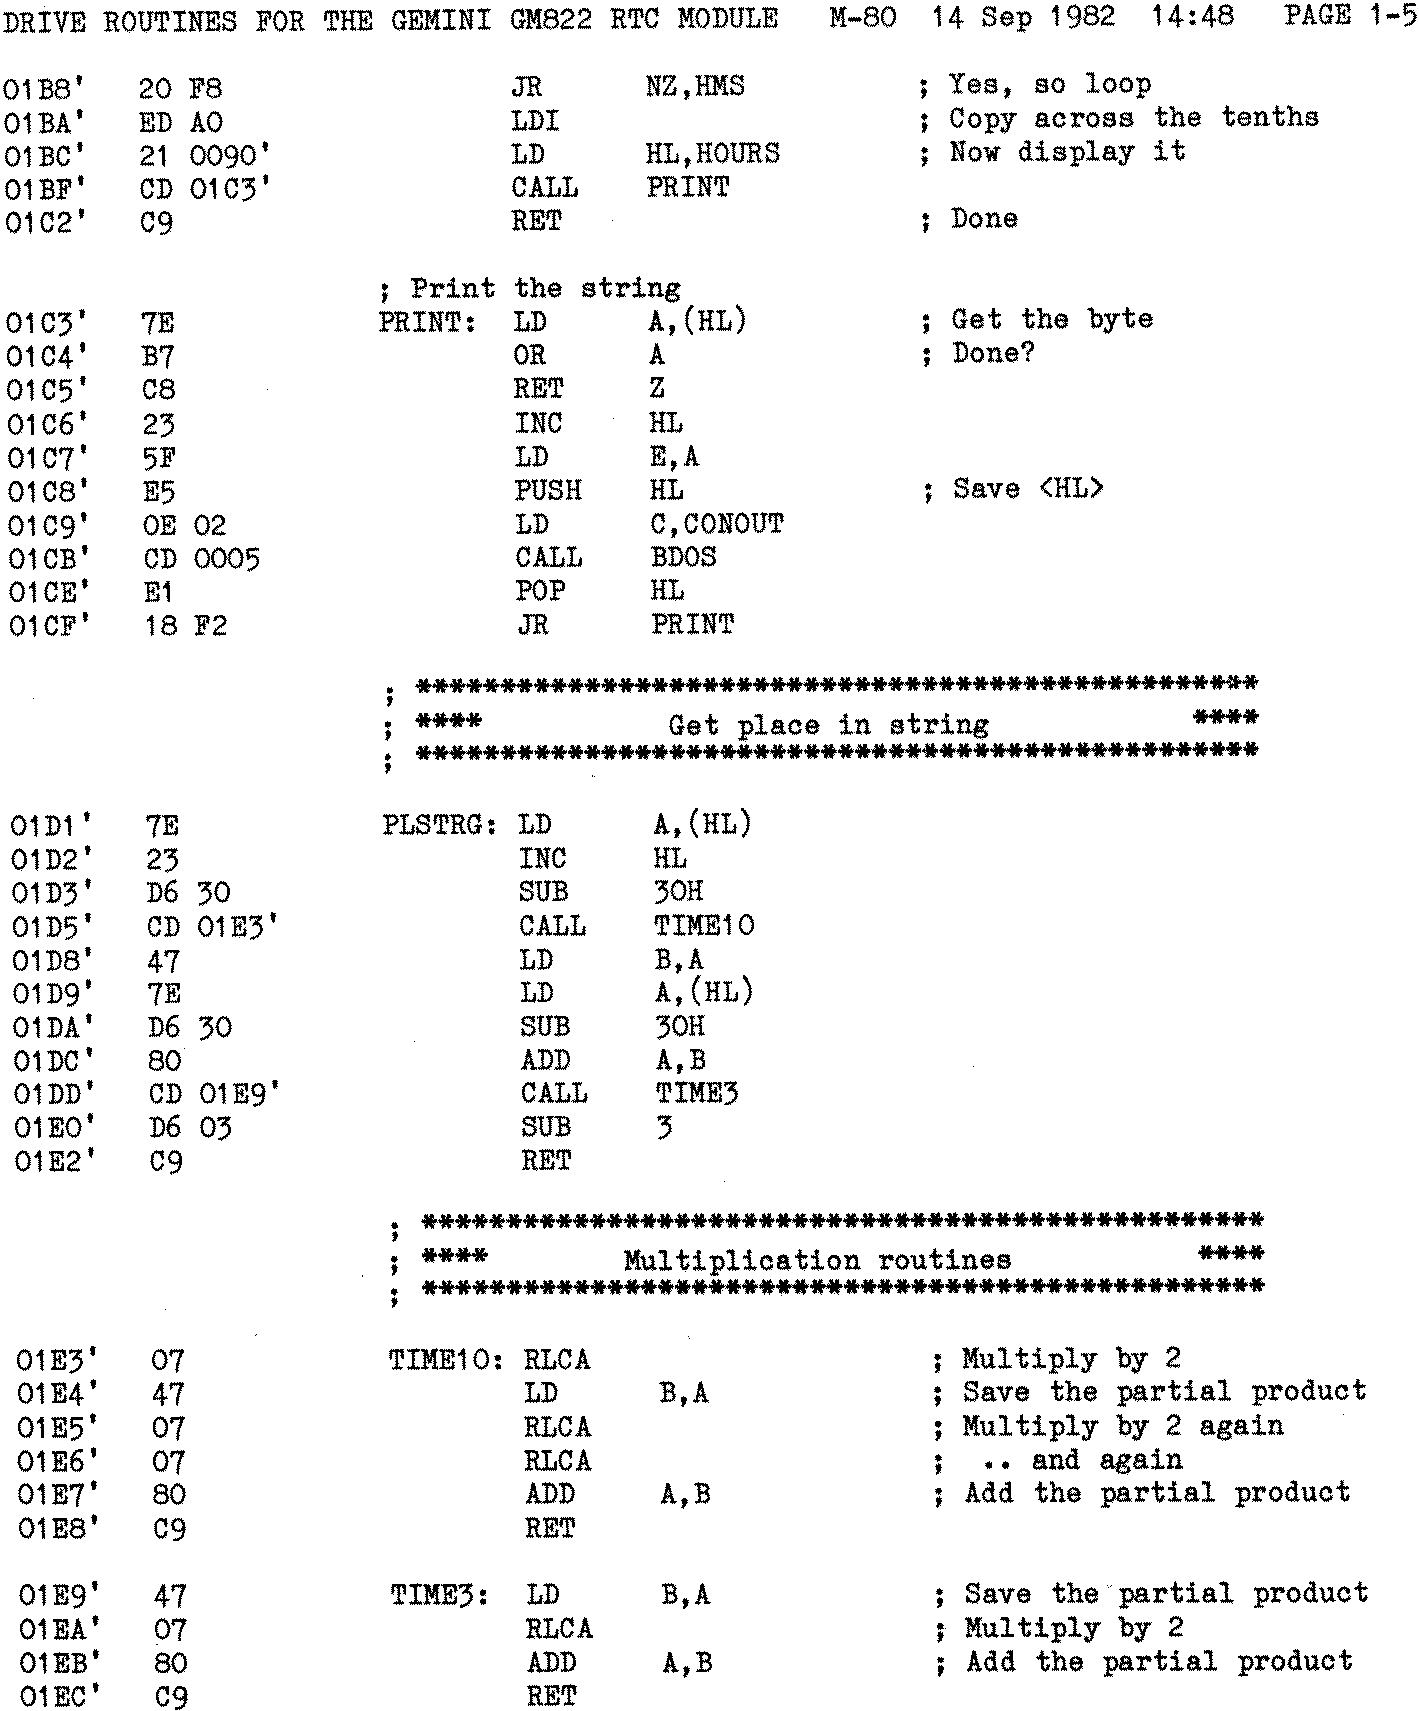 DRIVE ROUTINES FOR THE GEMINI GM822 RTC MODULE   M-80  14 Sep 1982  14:48   PAGE 1-5
01B8'   20 F8                  JR      NZ,HMS          ; Yes, so loop
01BA'   ED A0                  LDI                     ; Copy across the tenths
01BC'   21 0090'               LD      HL,HOURS        ; Now display it
01BF'   CD 01C3'               CALL    PRINT
01C2'   C9                     RET                     ; Done
; Print the string
01C3'   7E             PRINT:  LD      A,(HL)          ; Get the byte
01C4'   B7                     OR      A               ; Done?
01C5'   C8                     RET     Z
01C6'   23                     INC     HL
01C7'   5F                     LD      E,A
01C8'   E5                     PUSH    HL              ; Save <HL>
01C9'   0E 02                  LD      C,CONOUT
01CB'   CD 0005                CALL    BDOS
01CE'   E1                     POP     HL
01CF'   18 F2                  JR      PRINT
; **************************************************
; ****           Get place in string            ****
; **************************************************
01D1'   7E             PLSTRG: LD      A,(HL)
01D2'   23                     INC     HL
01D3'   D6 30                  SUB     30H
01D5'   CD 01E3'               CALL    TIME10
01D8'   47                     LD      B,A
01D9'   7E                     LD      A,(HL)
01DA'   D6 30                  SUB     30H
01DC'   80                     ADD     A,B
01DD'   CD 01E9'               CALL    TIME3
01E0'   D6 03                  SUB     3
01E2'   C9                     RET
; **************************************************
; ****        Multiplication routines           ****
; **************************************************
01E3'   07             TIME10: RLCA                    ; Multiply by 2
01E4'   47                     LD      B,A             ; Save the partial product
01E5'   07                     RLCA                    ; Multiply by 2 again
01E6'   07                     RLCA                    ;  .. and again
01E7'   80                     ADD     A,B             ; Add the partial product
01E8'   C9                     RET
01E9'   47             TIME3:  LD      B,A             ; Save the partial product
01EA'   07                     RLCA                    ; Multiply by 2
01EB'   80                     ADD     A,B             ; Add the partial product
01EC'   C9                     RET